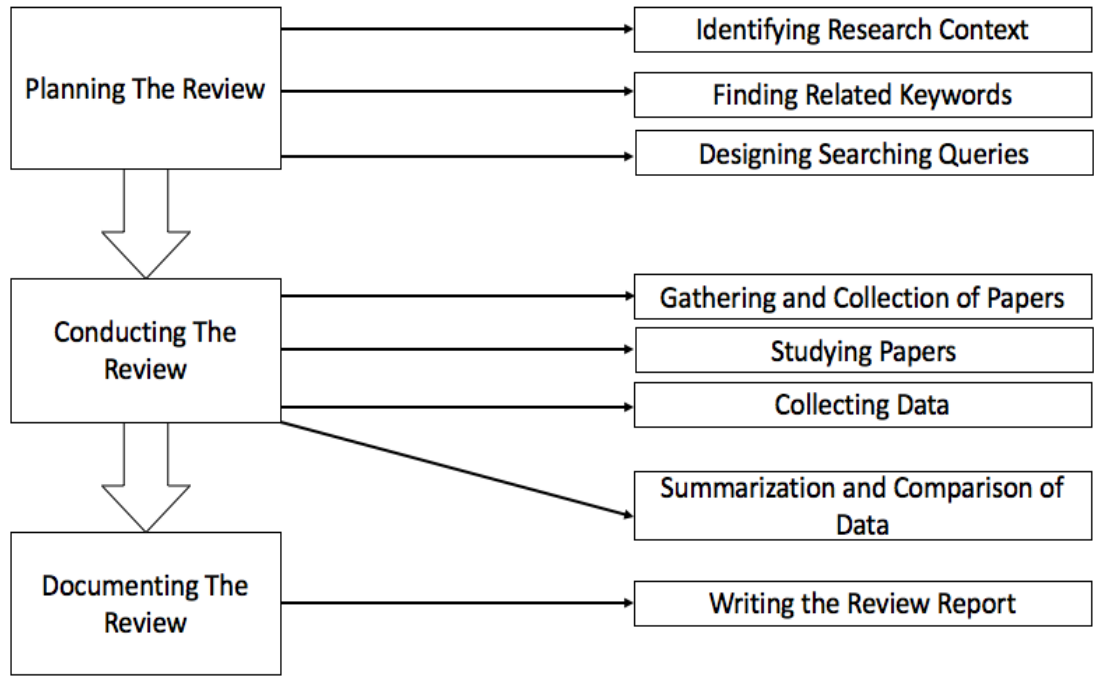 Planning The Review
Identifying Research Context
Finding Related Keywords
Designing Searching Queries
Conducting The
Review
Gathering and Collection of Papers
Studying Papers
Collecting Data
Summarization and Comparison of
Data
Documenting The
Review
Writing the Review Report